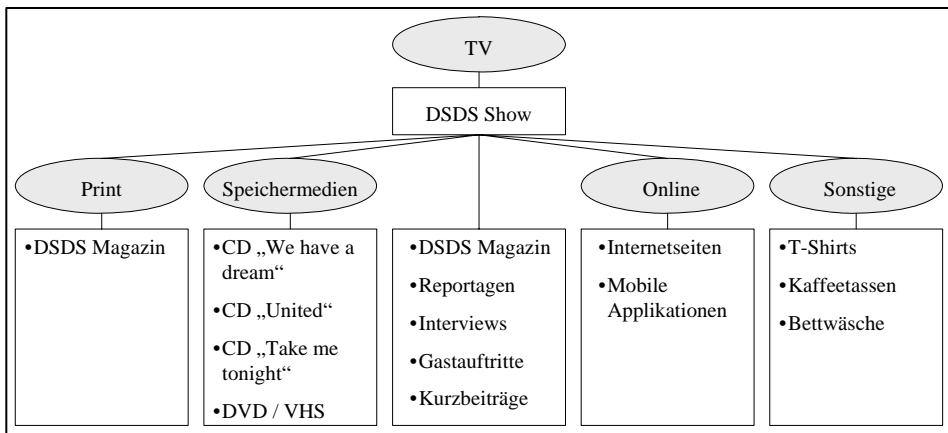 TV
DSDS Show
Print
Speichermedien
Online
Sonstige
•DSDS Magazin
•CD „We have a
dream“
•CD „United“
•CD „Take me
tonight“
•DVD / VHS
•DSDS Magazin
•Reportagen
•Interviews
•Gastauftritte
•Kurzbeiträge
•Internetseiten
•Mobile
Applikationen
•T-Shirts
•Kaffeetassen
•Bettwäsche